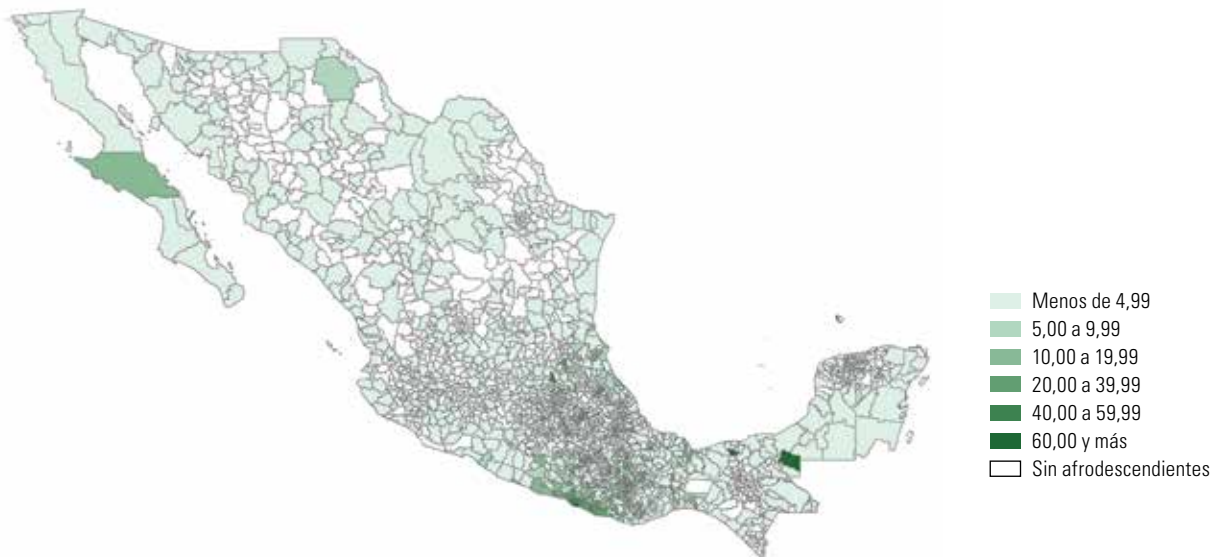 Menos de 4,99
5,00 a 9,99
10,00 a 19,99
20,00 a 39,99
40,00 a 59,99
60,00 y más
Sin afrodescendientes